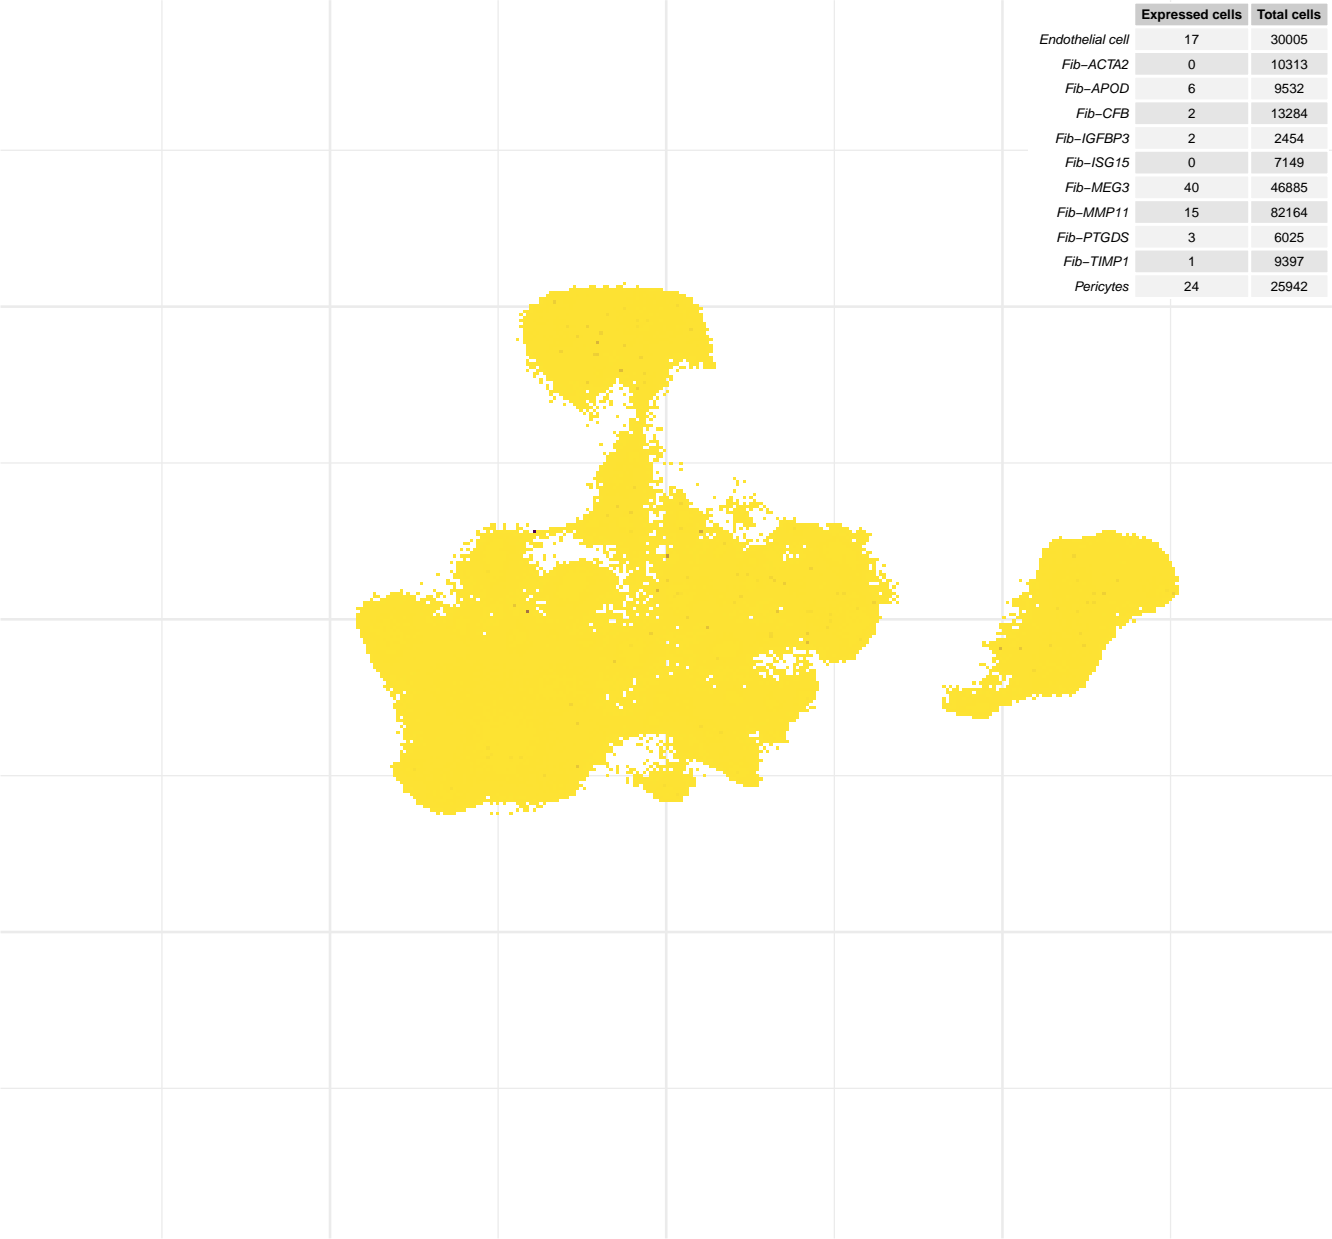 Expressed cells Total cells
Endothelial cell 17 30005
Fib−ACTA2 0 10313
Fib−APOD 6 9532
Fib−CFB 2 13284
Fib−IGFBP3 2 2454
Fib−ISG15 0 7149
Fib−MEG3 40 46885
Fib−MMP11 15 82164
Fib−PTGDS 3 6025
Fib−TIMP1 1 9397
Pericytes 24 25942